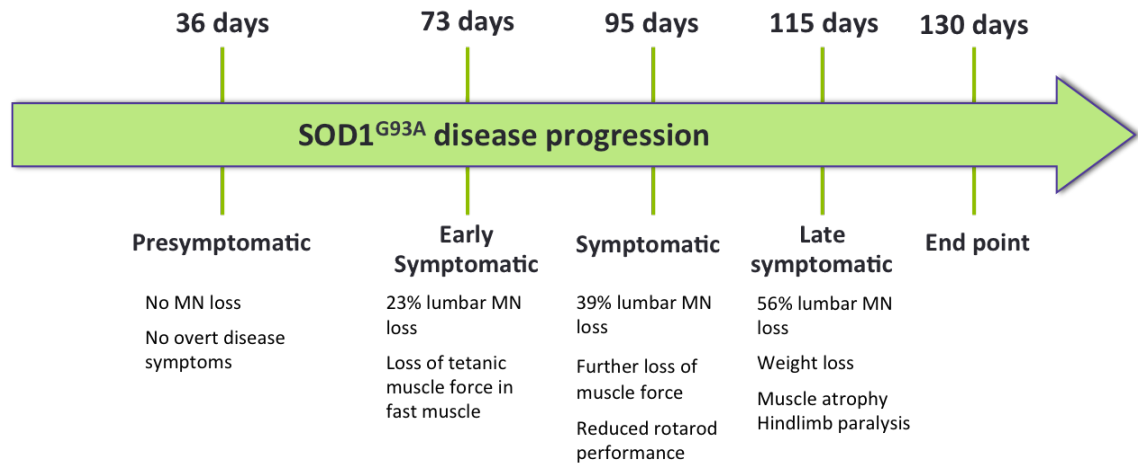 36 days
73 days
95 days
115 days
130 days
SOD1G93A disease progression
Presymptomatic
No MN loss
No overt disease
symptoms
Early
Symptomatic
23% lumbar MN
loss
Loss of tetanic
muscle force in
fast muscle
Symptomatic
39% lumbar MN
loss
Further loss of
muscle force
Reduced rotarod
performance
Late
symptomatic
56% lumbar MN
loss
Weight loss
Muscle atrophy
Hindlimb paralysis
End point